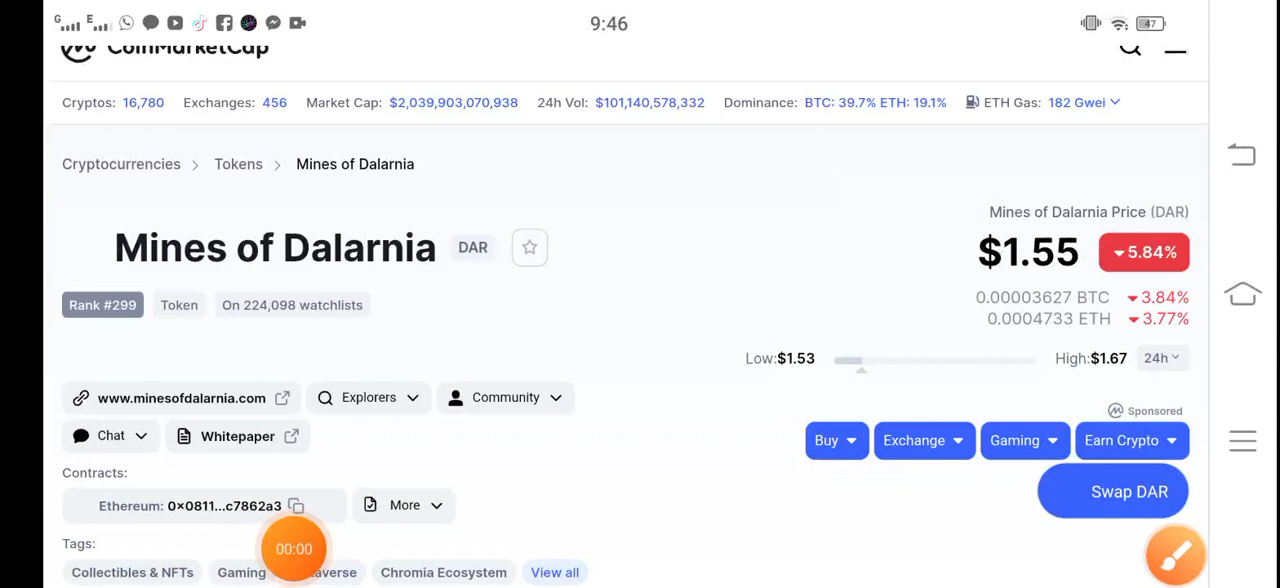 G E 9:46 47
CoinMarketCap
Cryptos: 16,780 Exchanges: 456 Market Cap: $2,039,903,070,938 24h Vol: $101,140,578,332 Dominance: BTC: 39.7% ETH: 19.1% ETH Gas: 182 Gwei
Cryptocurrencies > Tokens > Mines of Dalarnia
Mines of Dalarnia Price (DAR)
Mines of Dalarnia DAR $1.55 5.84%
0.00003627 BTC 3.84%
Rank #299 Token On 224,098 watchlists
0.0004733 ETH 3.77%
Low:$1.53 High:$1.67 24h
www.minesofdalarnia.com Explorers Community
Sponsored
Chat Whitepaper Buy Exchange Gaming Earn Crypto
Contracts:
Swap DAR
Ethereum: 0x0811...c7862a3 More
Tags:
00:00
Collectibles & NFTs Gaming Chromia Ecosystem View all